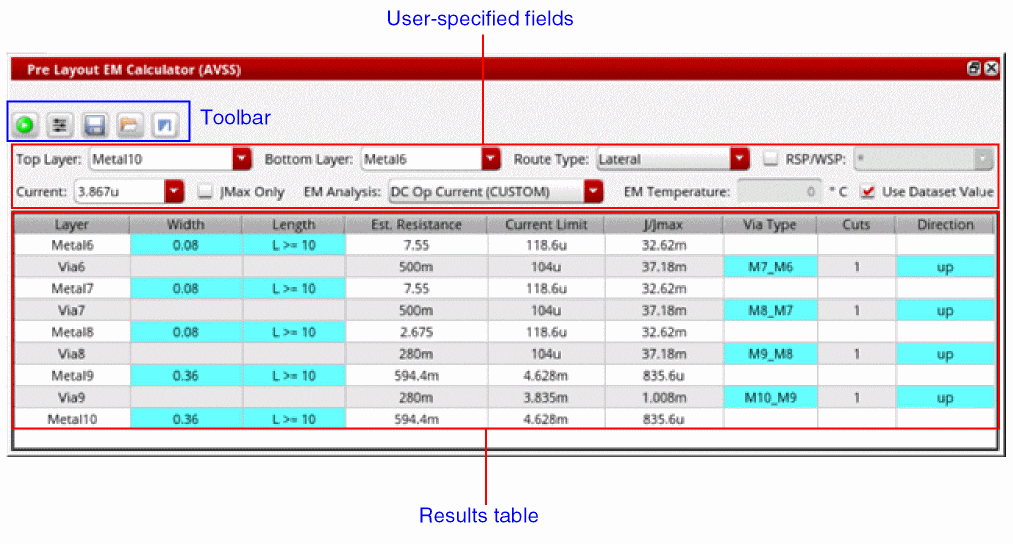 User-specified fields
Pre Layout EM Calculator (AVSS)
Toolbar
Top Layer: Metal10 Bottom Layer: Metal6 Route Type: Lateral RSP/WSP: *
Current: 3.867u JMax Only EM Analysis: DC Op Current (CUSTOM) EM Temperature: 0 ° C Use Dataset Value
Layer Width Length Est. Resistance Current Limit J/Jmax Via Type Cuts Direction
Metal6 0.08 L >= 10 7.55 118.6u 32.62m
Via6 500m 104u 37.18m M7_M6 1 up
Metal7 0.08 L >= 10 7.55 118.6u 32.62m
Via7 500m 104u 37.18m M8_M7 1 up
Metal8 0.08 L >= 10 2.675 118.6u 32.62m
Via8 280m 104u 37.18m M9_M8 1 up
Metal9 0.36 L >= 10 594.4m 4.628m 835.6u
Via9 280m 3.835m 1.008m M10_M9 1 up
Metal10 0.36 L >= 10 594.4m 4.628m 835.6u
Results table